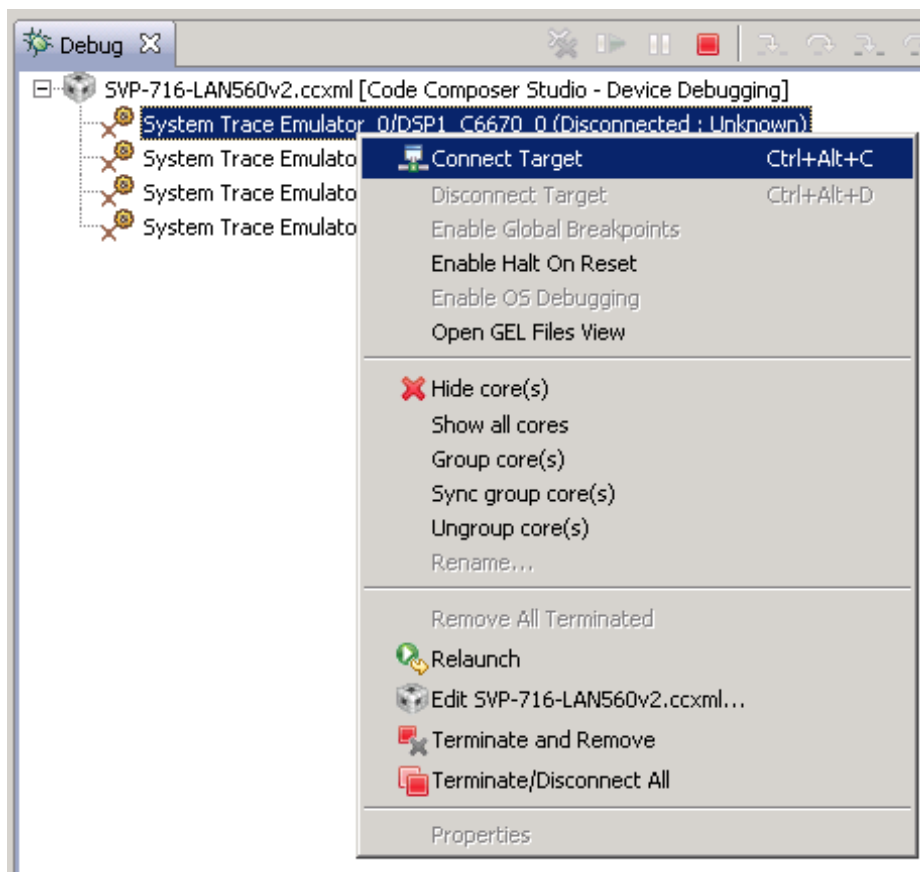 Debug
SVP-716-LAN560v2.ccxml [Code Composer Studio - Device Debugging]
System Trace Emulator_0/DSP1_C6670_0 (Disconnected : Unknown)
System Trace Emulato
System Trace Emulato
System Trace Emulato
Connect Target Ctrl+Alt+C
Disconnect Target Ctrl+Alt+D
Enable Global Breakpoints
Enable Halt On Reset
Enable OS Debugging
Open GEL Files View
Hide core(s)
Show all cores
Group core(s)
Sync group core(s)
Ungroup core(s)
Rename...
Remove All Terminated
Relaunch
Edit SVP-716-LAN560v2.ccxml...
Terminate and Remove
Terminate/Disconnect All
Properties